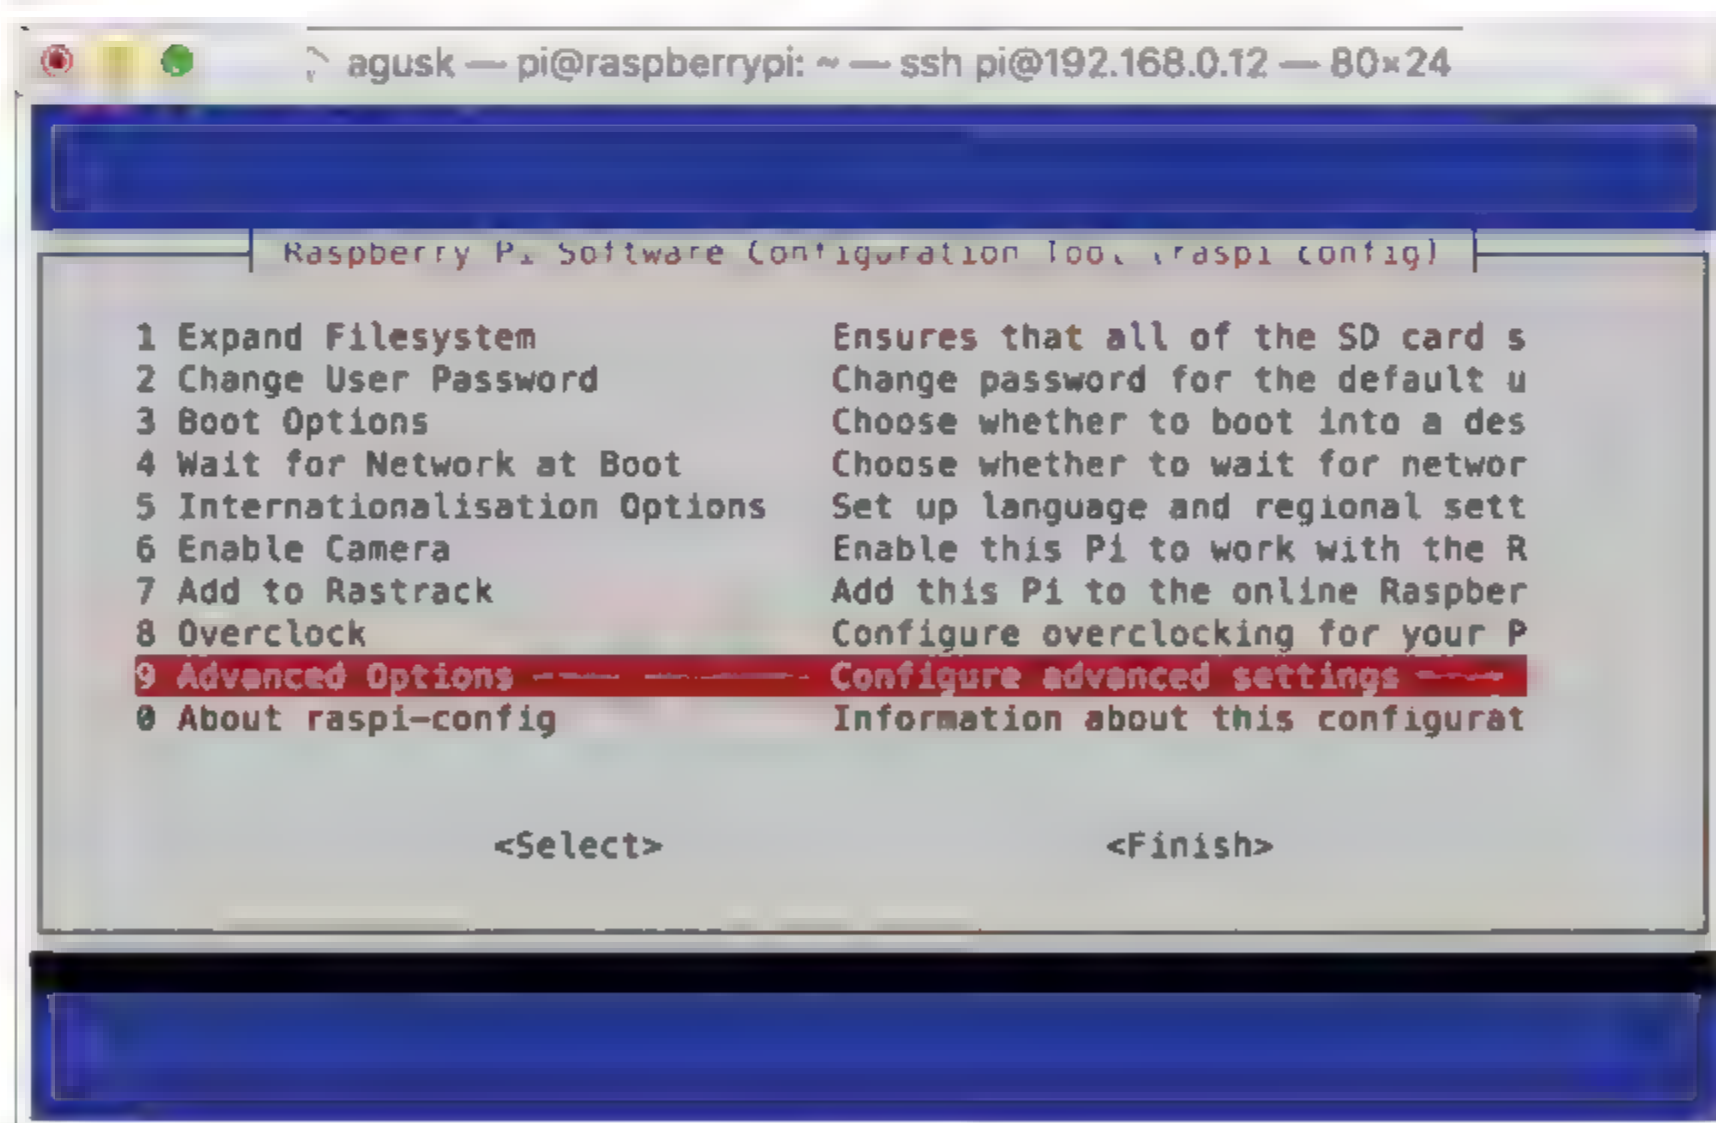 agusk — pi@raspberrypi: ~ — ssh pi@192.168.0.12 — 80×24
Raspberry Pi Software Configuration Tool (raspi-config)
1 Expand Filesystem Ensures that all of the SD card s
2 Change User Password Change password for the default u
3 Boot Options Choose whether to boot into a des
4 Wait for Network at Boot Choose whether to wait for networ
5 Internationalisation Options Set up language and regional sett
6 Enable Camera Enable this Pi to work with the R
7 Add to Rastrack Add this Pi to the online Raspber
8 Overclock Configure overclocking for your P
9 Advanced Options Configure advanced settings
0 About raspi-config Information about this configurat
<Select> <Finish>